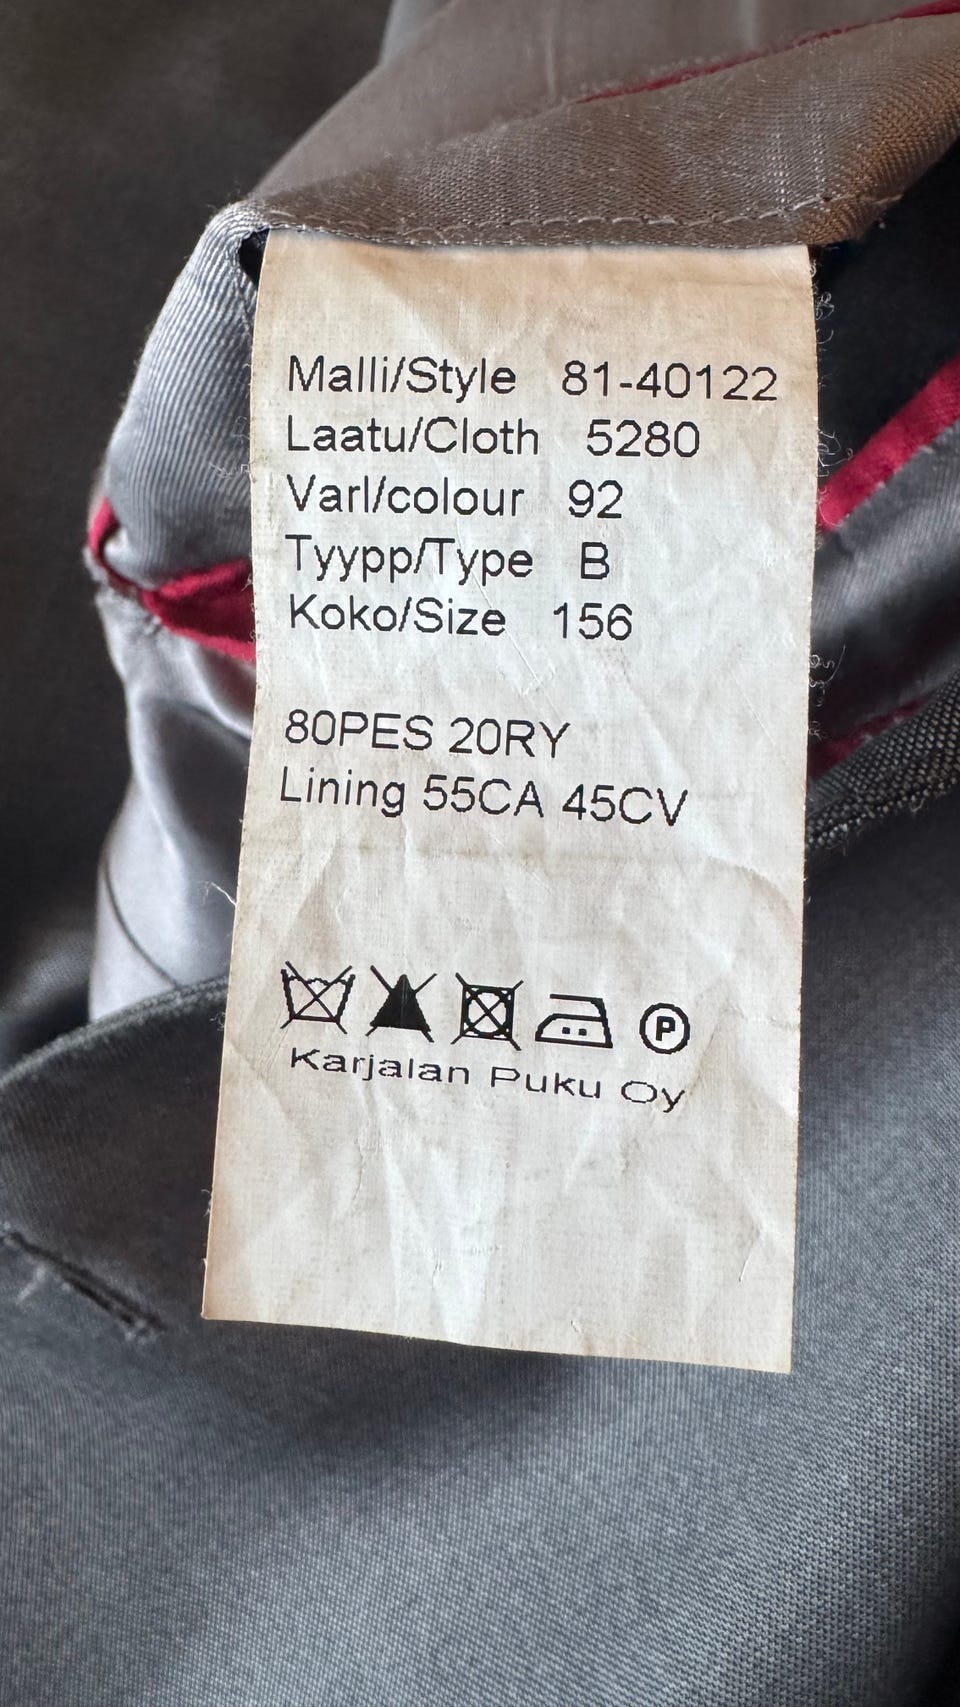 Malli/Style 81-40122
Laatu/Cloth 5280
Varl/colour 92
Tyypp/Type B
Koko/Size 156
80PES 20RY
Lining 55CA 45CV
P
Karjalan Puku Oy